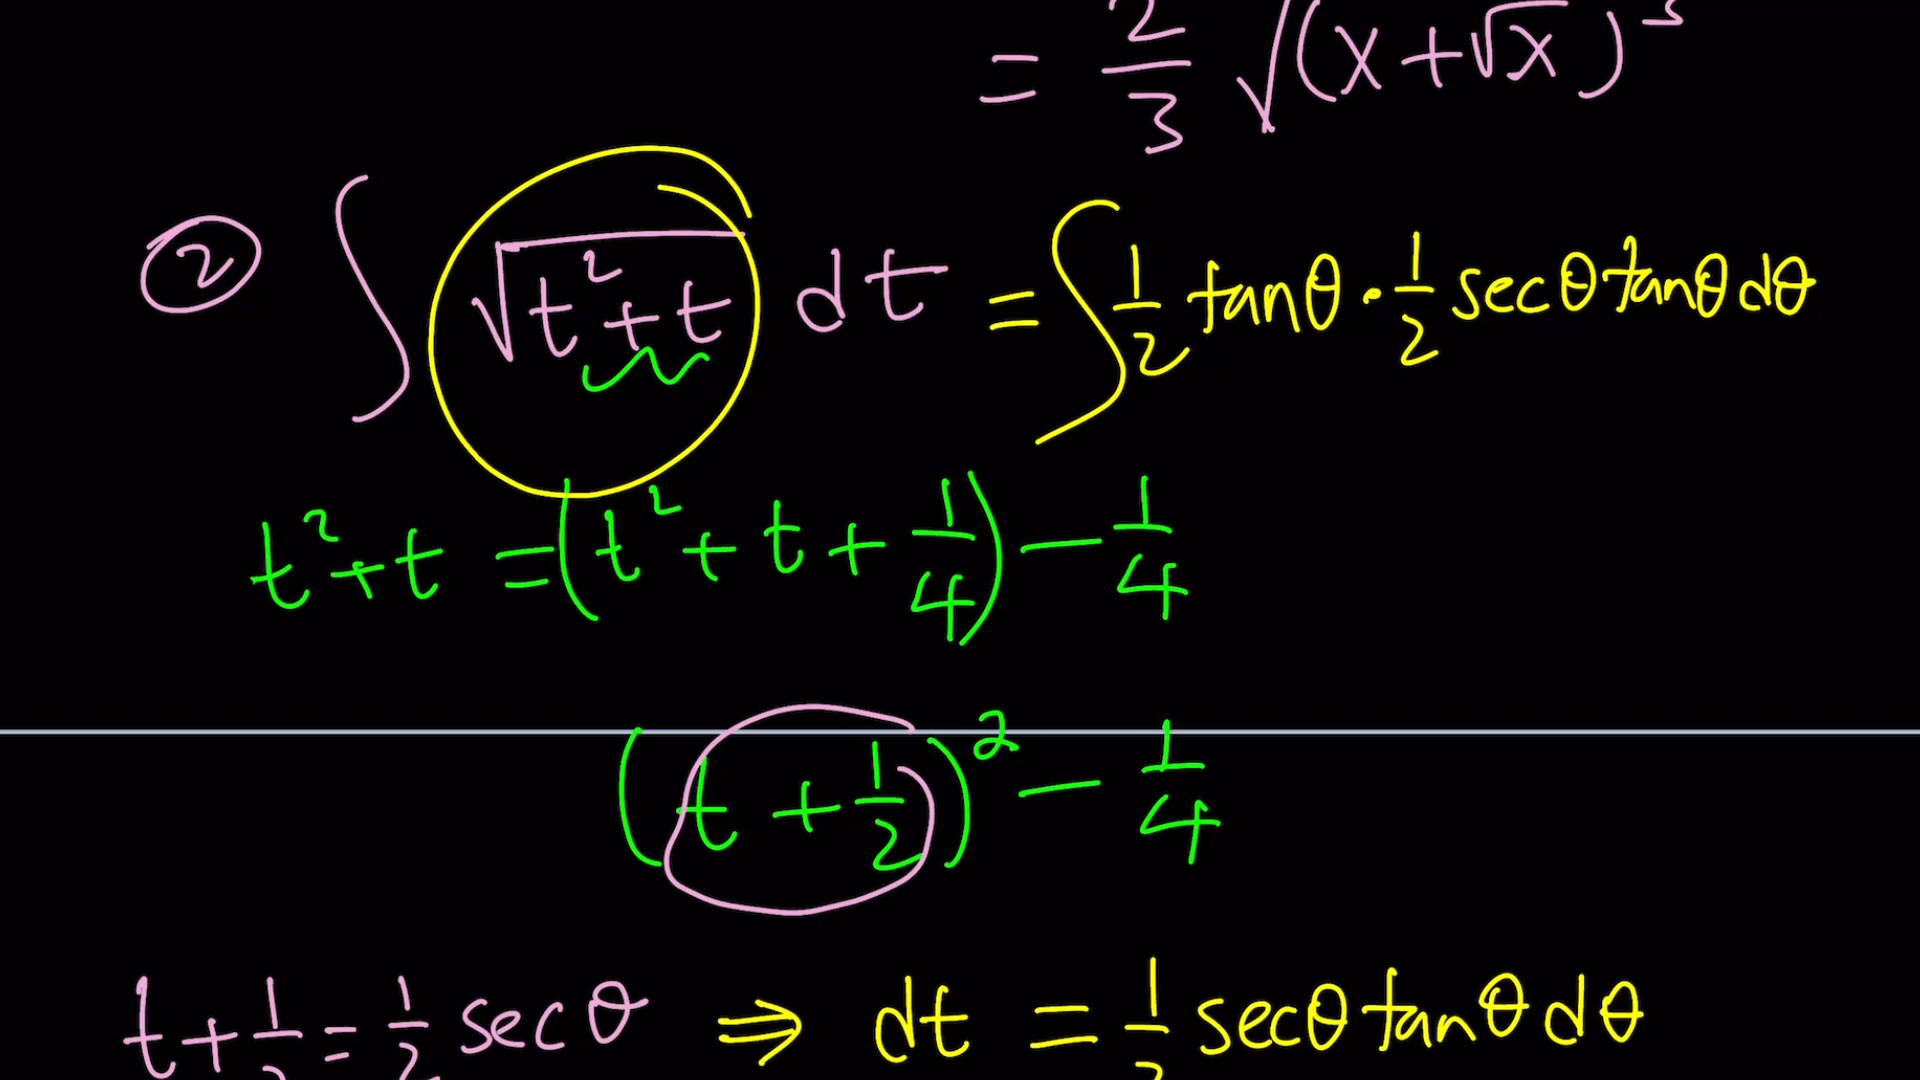 = 2/3 √(x+√x)³
② ∫ √(t²+t) dt = ∫ 1/2 tanθ · 1/2 secθ tanθ dθ
t²+t = (t²+t+1/4) − 1/4
(t+1/2)² − 1/4
t+1/2 = 1/2 secθ ⇒ dt = 1/2 secθ tanθ dθ